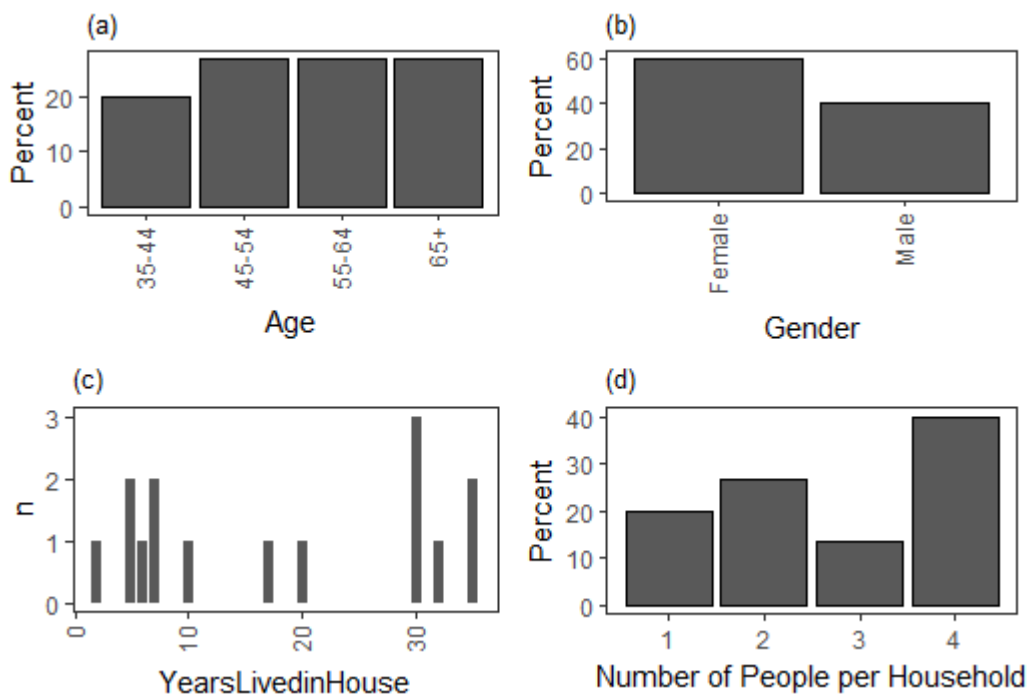 (a)
Percent
20
10
0
35-44
45-54
55-64
65+
Age
(b)
Percent
60
40
20
0
Female
Male
Gender
(c)
n
3
2
1
0
0
10
20
30
YearsLivedinHouse
(d)
Percent
40
30
20
10
0
1
2
3
4
Number of People per Household